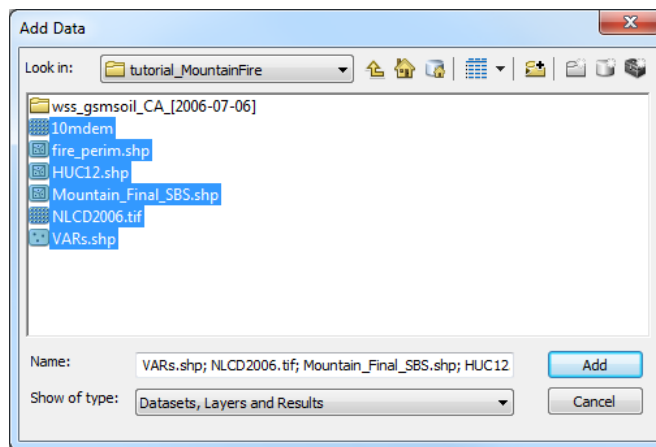 Add Data
Look in: tutorial_MountainFire
wss_gsmsoil_CA_[2006-07-06]
10mdem
fire_perim.shp
HUC12.shp
Mountain_Final_SBS.shp
NLCD2006.tif
VARs.shp
Name: VARs.shp; NLCD2006.tif; Mountain_Final_SBS.shp; HUC12 Add
Show of type: Datasets, Layers and Results Cancel